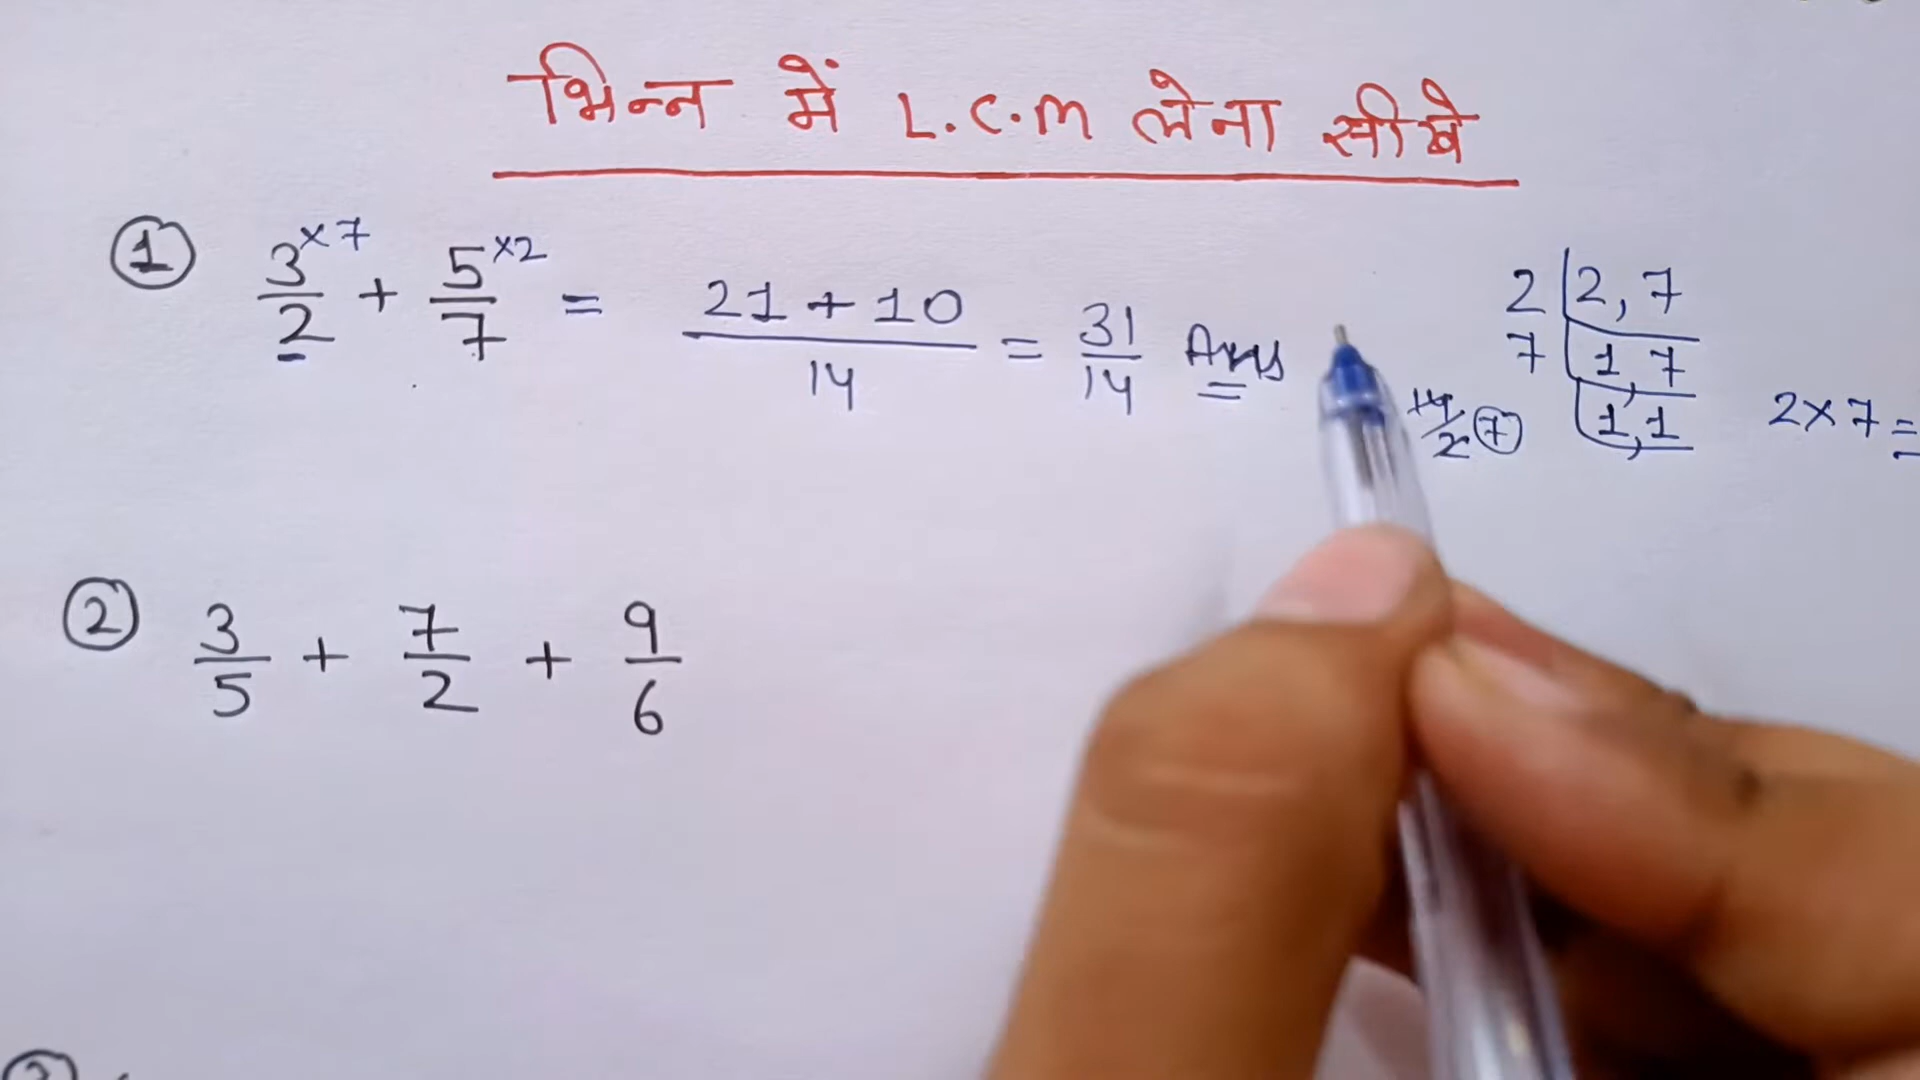 भिन्न में L.C.M लेना सीखे
① 3/2 ×7 + 5/7 ×2 = 21 + 10/14 = 31/14 Ans
2 | 2, 7
7 | 1, 7
1, 1
14/2 ⑦
2 × 7 =
② 3/5 + 7/2 + 9/6